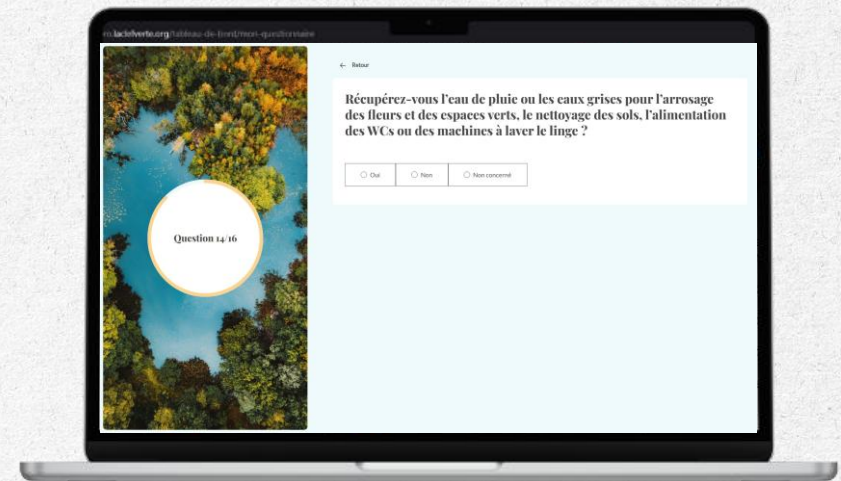 ro.laclefverte.org/tableau-de-bord/mon-questionnaire
← Retour
Récupérez-vous l'eau de pluie ou les eaux grises pour l'arrosage
des fleurs et des espaces verts, le nettoyage des sols, l'alimentation
des WCs ou des machines à laver le linge ?
Oui
Non
Non concerné
Question 14/16